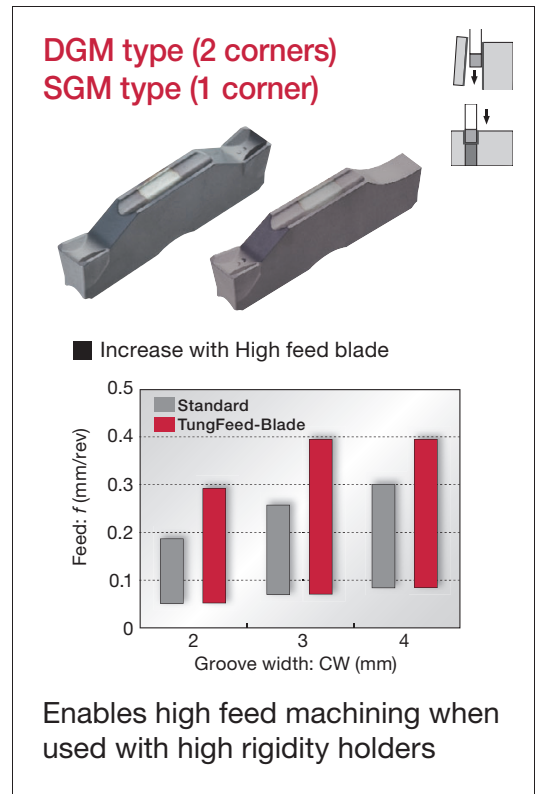 DGM type (2 corners)
SGM type (1 corner)
■ Increase with High feed blade
Feed: f (mm/rev)
0.5
0.4
0.3
0.2
0.1
0
Standard
TungFeed-Blade
2 3 4
Groove width: CW (mm)
Enables high feed machining when
used with high rigidity holders